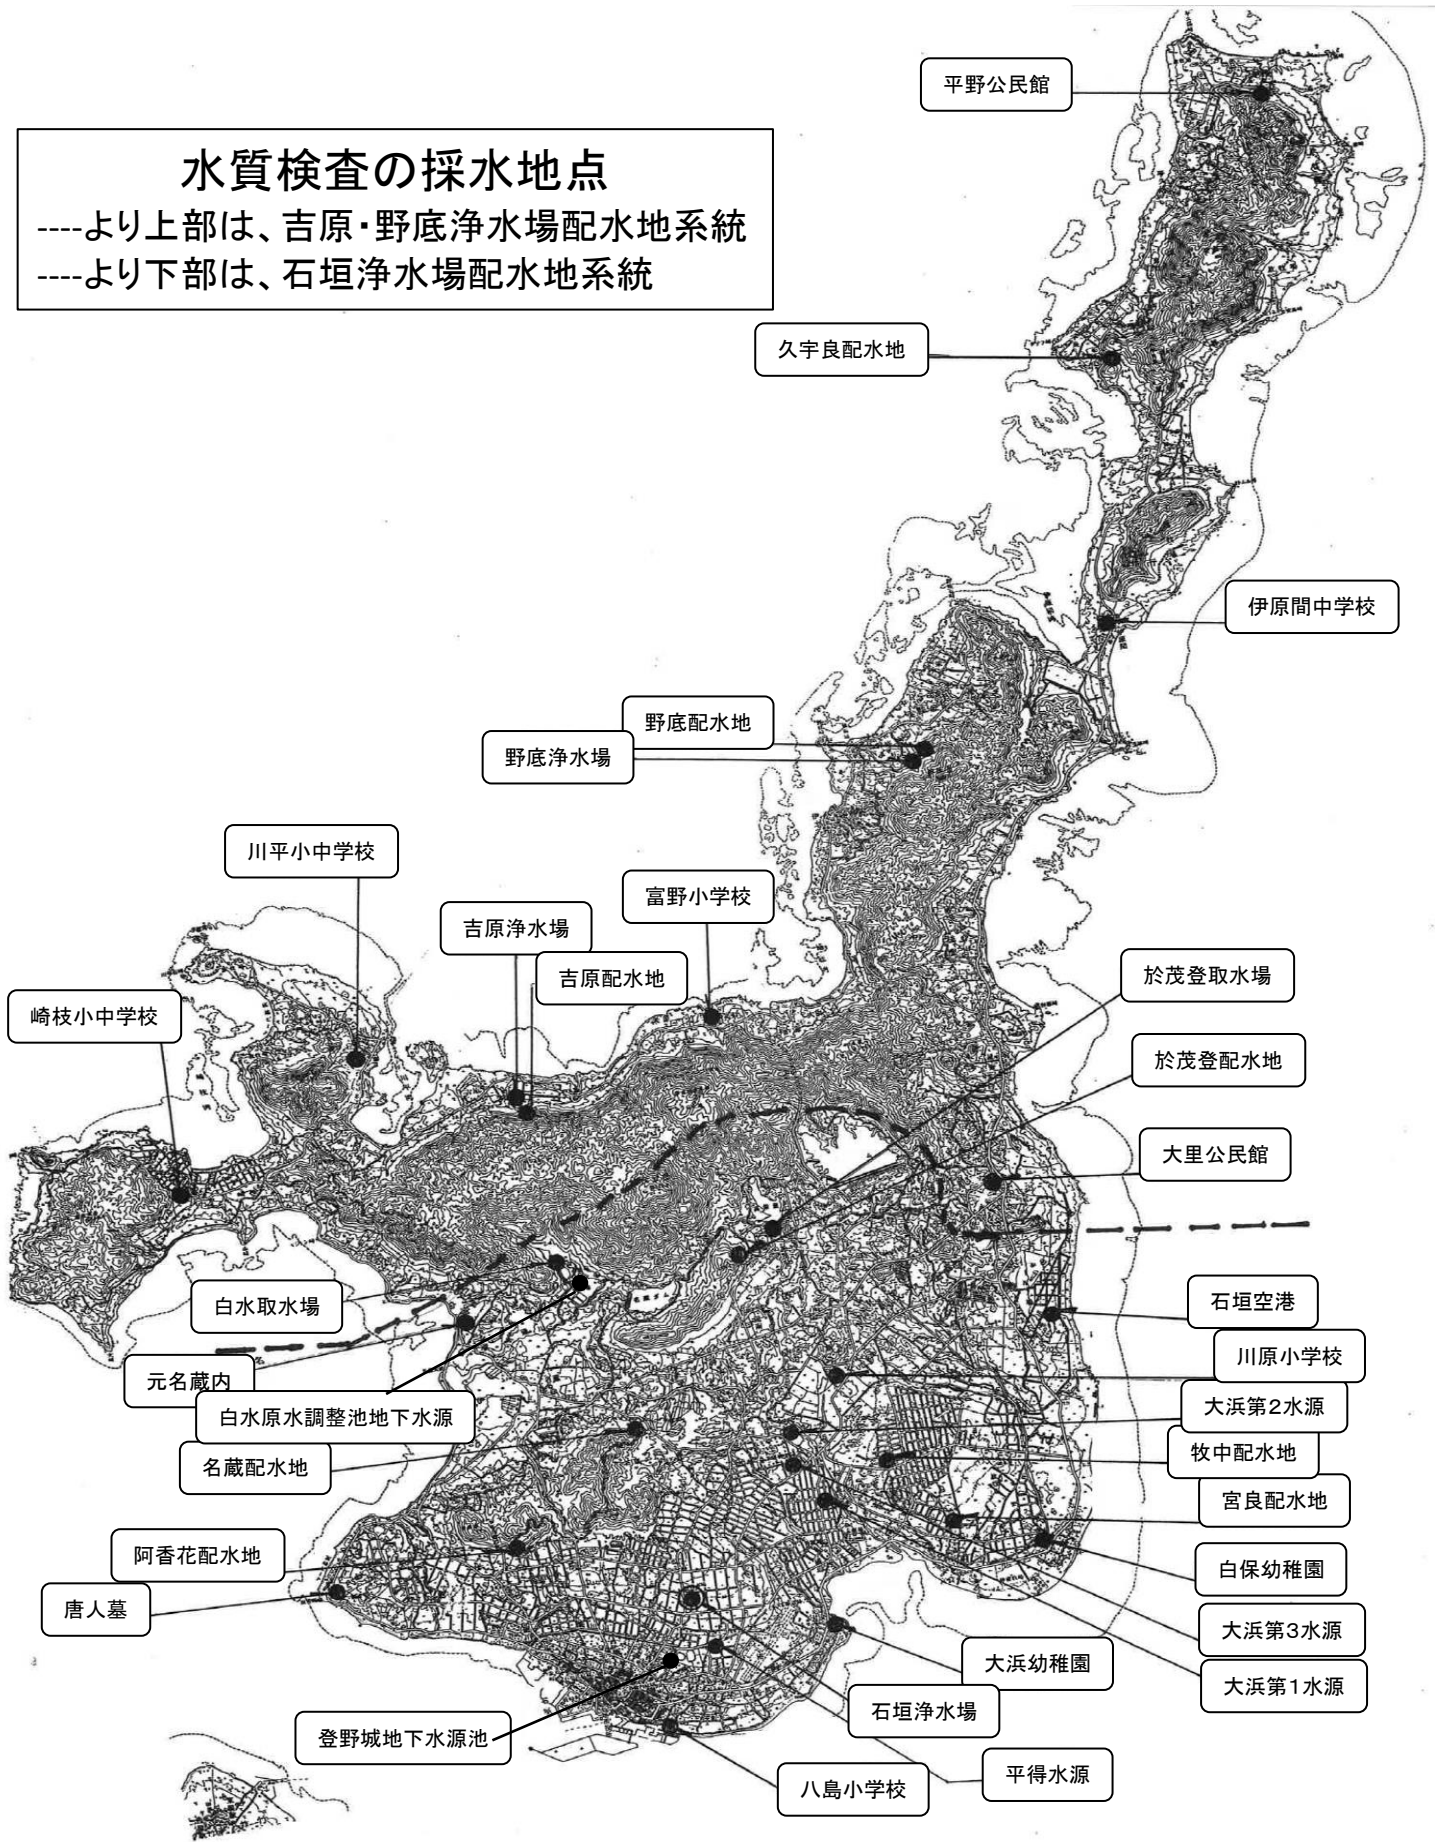 平野公民館
水質検査の採水地点
----より上部は、吉原・野底浄水場配水地系統
----より下部は、石垣浄水場配水地系統
久宇良配水地
伊原間中学校
野底配水地
野底浄水場
川平小中学校
富野小学校
吉原浄水場
吉原配水地
於茂登取水場
崎枝小中学校
於茂登配水地
大里公民館
白水取水場
石垣空港
川原小学校
元名蔵内
白水原水調整池地下水源
大浜第2水源
名蔵配水地
牧中配水地
宮良配水地
阿香花配水地
白保幼稚園
唐人墓
大浜第3水源
大浜幼稚園
大浜第1水源
石垣浄水場
登野城地下水源池
平得水源
八島小学校